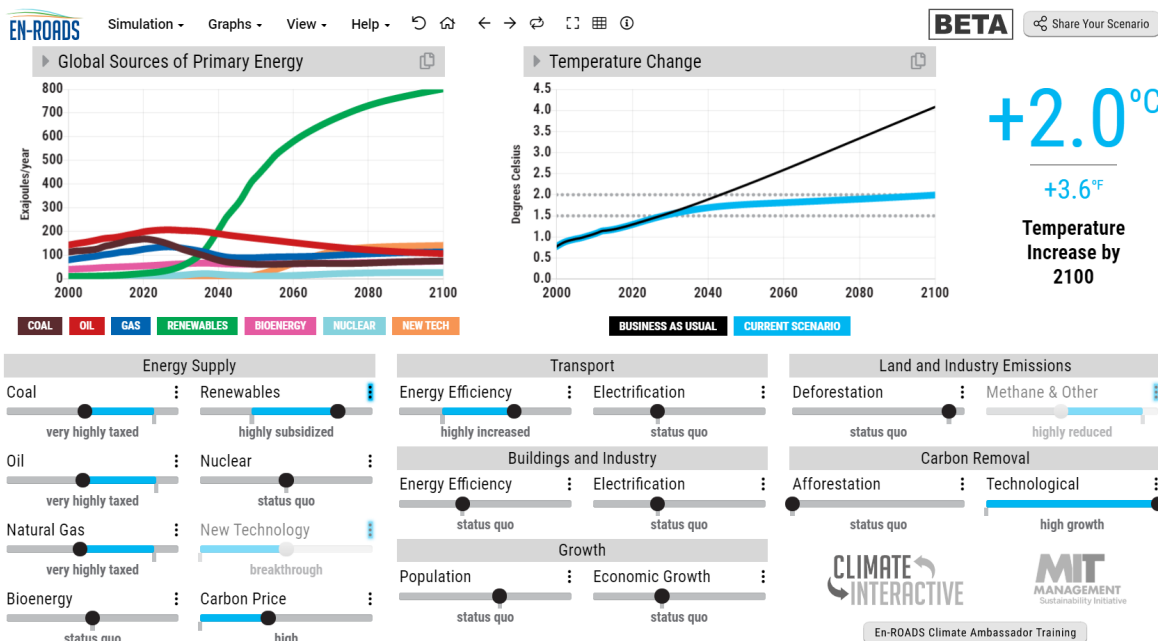 EN-ROADS
Simulation Graphs View Help
BETA
Share Your Scenario
Global Sources of Primary Energy
Exajoules/year
800
700
600
500
400
300
200
100
0
2000 2020 2040 2060 2080 2100
COAL OIL GAS RENEWABLES BIOENERGY NUCLEAR NEW TECH
Temperature Change
Degrees Celsius
4.5
4.0
3.5
3.0
2.5
2.0
1.5
1.0
0.5
0.0
2000 2020 2040 2060 2080 2100
BUSINESS AS USUAL CURRENT SCENARIO
+2.0°C
+3.6°F
Temperature
Increase by
2100
Energy Supply
Coal
very highly taxed
Renewables
highly subsidized
Oil
very highly taxed
Nuclear
status quo
Natural Gas
very highly taxed
New Technology
breakthrough
Bioenergy
status quo
Carbon Price
high
Transport
Energy Efficiency
highly increased
Electrification
status quo
Buildings and Industry
Energy Efficiency
status quo
Electrification
status quo
Growth
Population
status quo
Economic Growth
status quo
Land and Industry Emissions
Deforestation
status quo
Methane & Other
highly reduced
Carbon Removal
Afforestation
status quo
Technological
high growth
CLIMATE
INTERACTIVE
MIT
MANAGEMENT
Sustainability Initiative
En-ROADS Climate Ambassador Training